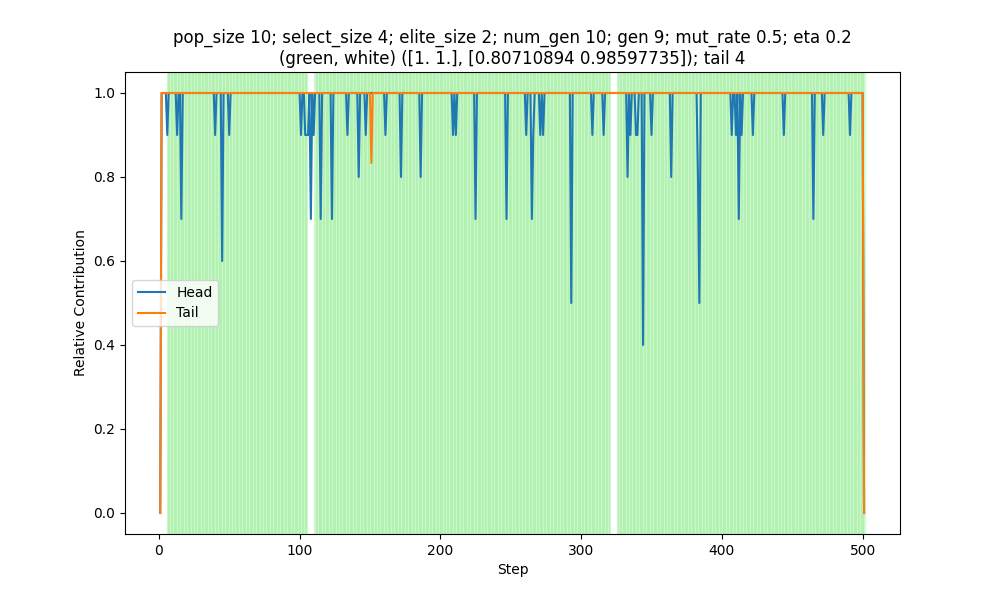 pop_size 10; select_size 4; elite_size 2; num_gen 10; gen 9; mut_rate 0.5; eta 0.2
(green, white) ([1. 1.], [0.80710894 0.98597735]); tail 4
1.0
0.8
0.6
0.4
0.2
0.0
Relative Contribution
Head
Tail
0
100
200
300
400
500
Step